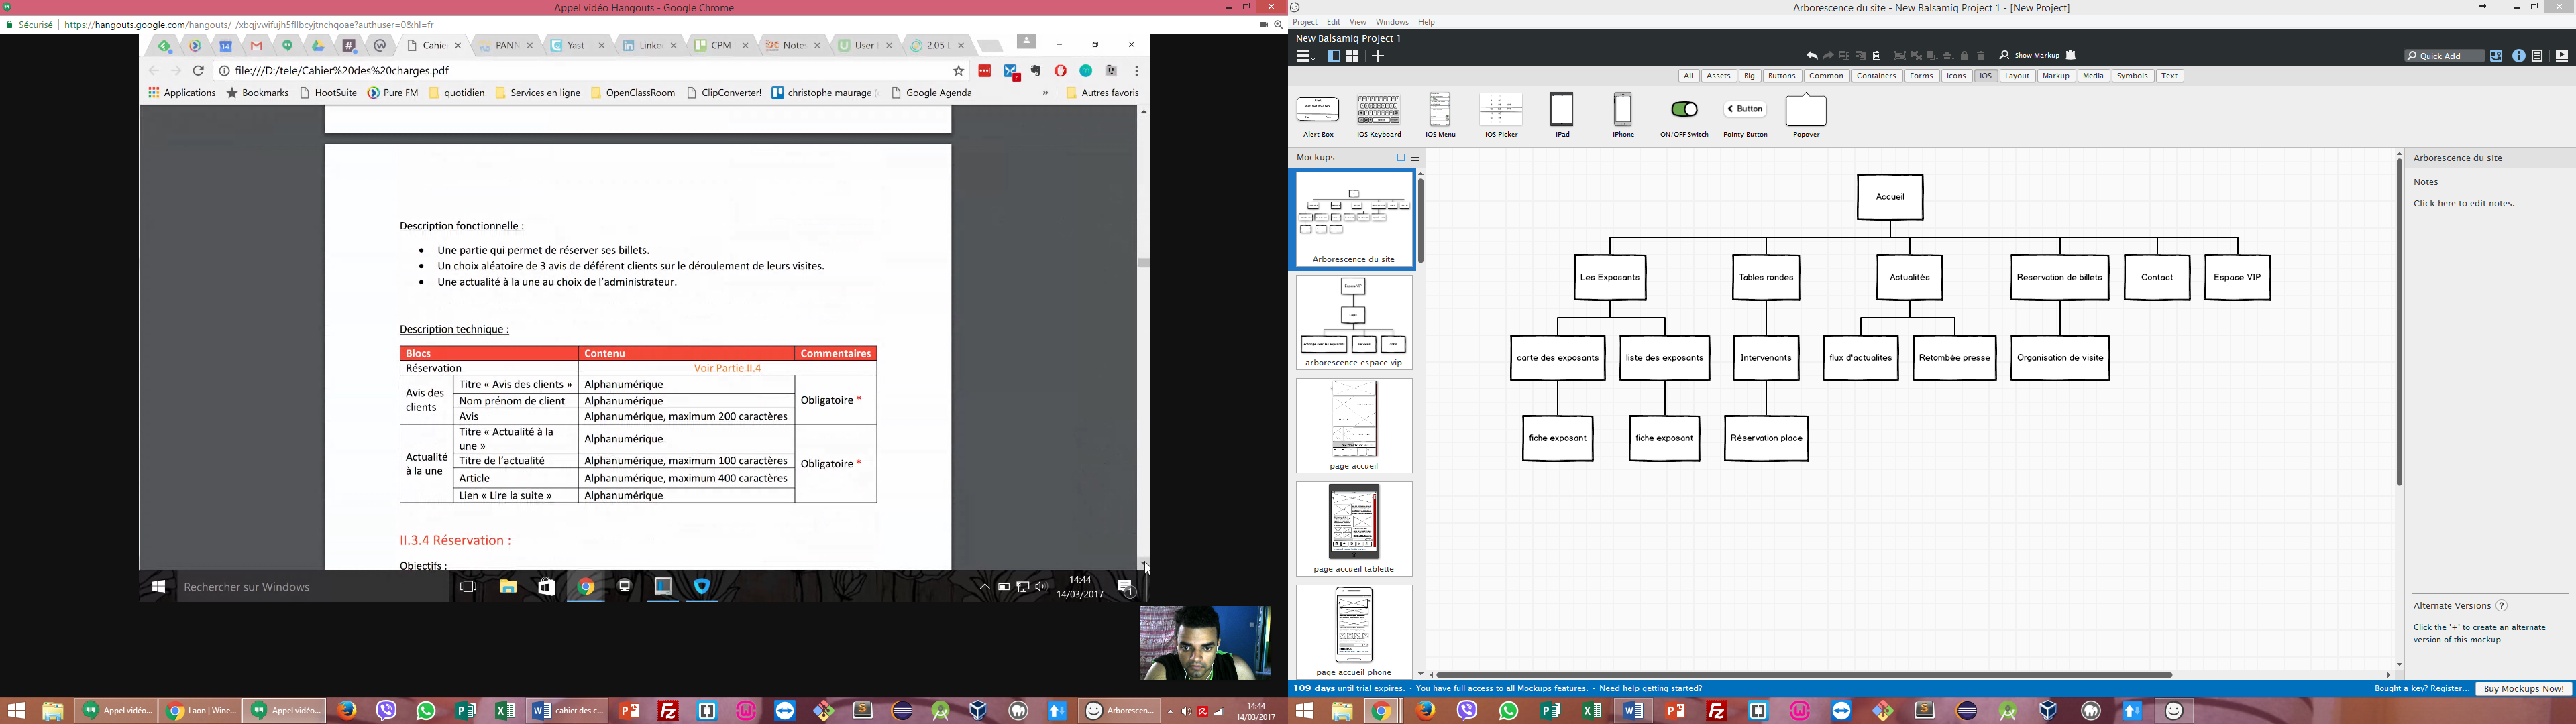 Appel vidéo Hangouts - Google Chrome
Sécurisé | https://hangouts.google.com/hangouts/_/xbqjvwifujh5fllbcyjtnchqoae?authuser=0&hl=fr
14 Cahie PANN Yast Linke CPM Note: User 2.05 L
file:///D:/tele/Cahier%20des%20charges.pdf
Applications Bookmarks HootSuite Pure FM quotidien Services en ligne OpenClassRoom ClipConverter! christophe maurage ( Google Agenda » Autres favoris
Description fonctionnelle :
• Une partie qui permet de réserver ses billets.
• Un choix aléatoire de 3 avis de déférent clients sur le déroulement de leurs visites.
• Une actualité à la une au choix de l'administrateur.
Description technique :
Blocs Contenu Commentaires
Réservation Voir Partie II.4
Avis des clients
Titre « Avis des clients » Alphanumérique
Nom prénom de client Alphanumérique
Avis Alphanumérique, maximum 200 caractères
Obligatoire *
Actualité à la une
Titre « Actualité à la une » Alphanumérique
Titre de l'actualité Alphanumérique, maximum 100 caractères
Article Alphanumérique, maximum 400 caractères
Lien « Lire la suite » Alphanumérique
Obligatoire *
II.3.4 Réservation :
Objectifs :
Rechercher sur Windows
14:44
14/03/2017
1
Appel vidéo... Laon | Wine... Appel vidéo... cahier des c... Arborescen...
14:44
14/03/2017
Arborescence du site - New Balsamiq Project 1 - [New Project]
Project Edit View Windows Help
New Balsamiq Project 1
Show Markup Quick Add
All Assets Big Buttons Common Containers Forms Icons iOS Layout Markup Media Symbols Text
Button
Alert Box iOS Keyboard iOS Menu iOS Picker iPad iPhone ON/OFF Switch Pointy Button Popover
Mockups
Arborescence du site
Espace VIP
arborescence espace vip
page accueil
page accueil tablette
page accueil phone
Accueil
Les Exposants Tables rondes Actualités Reservation de billets Contact Espace VIP
carte des exposants liste des exposants Intervenants flux d'actualites Retombée presse Organisation de visite
fiche exposant fiche exposant Réservation place
Arborescence du site
Notes
Click here to edit notes.
Alternate Versions ?
Click the '+' to create an alternate
version of this mockup.
109 days until trial expires. • You have full access to all Mockups features. • Need help getting started?
Bought a key? Register... Buy Mockups Now!
14:44
14/03/2017